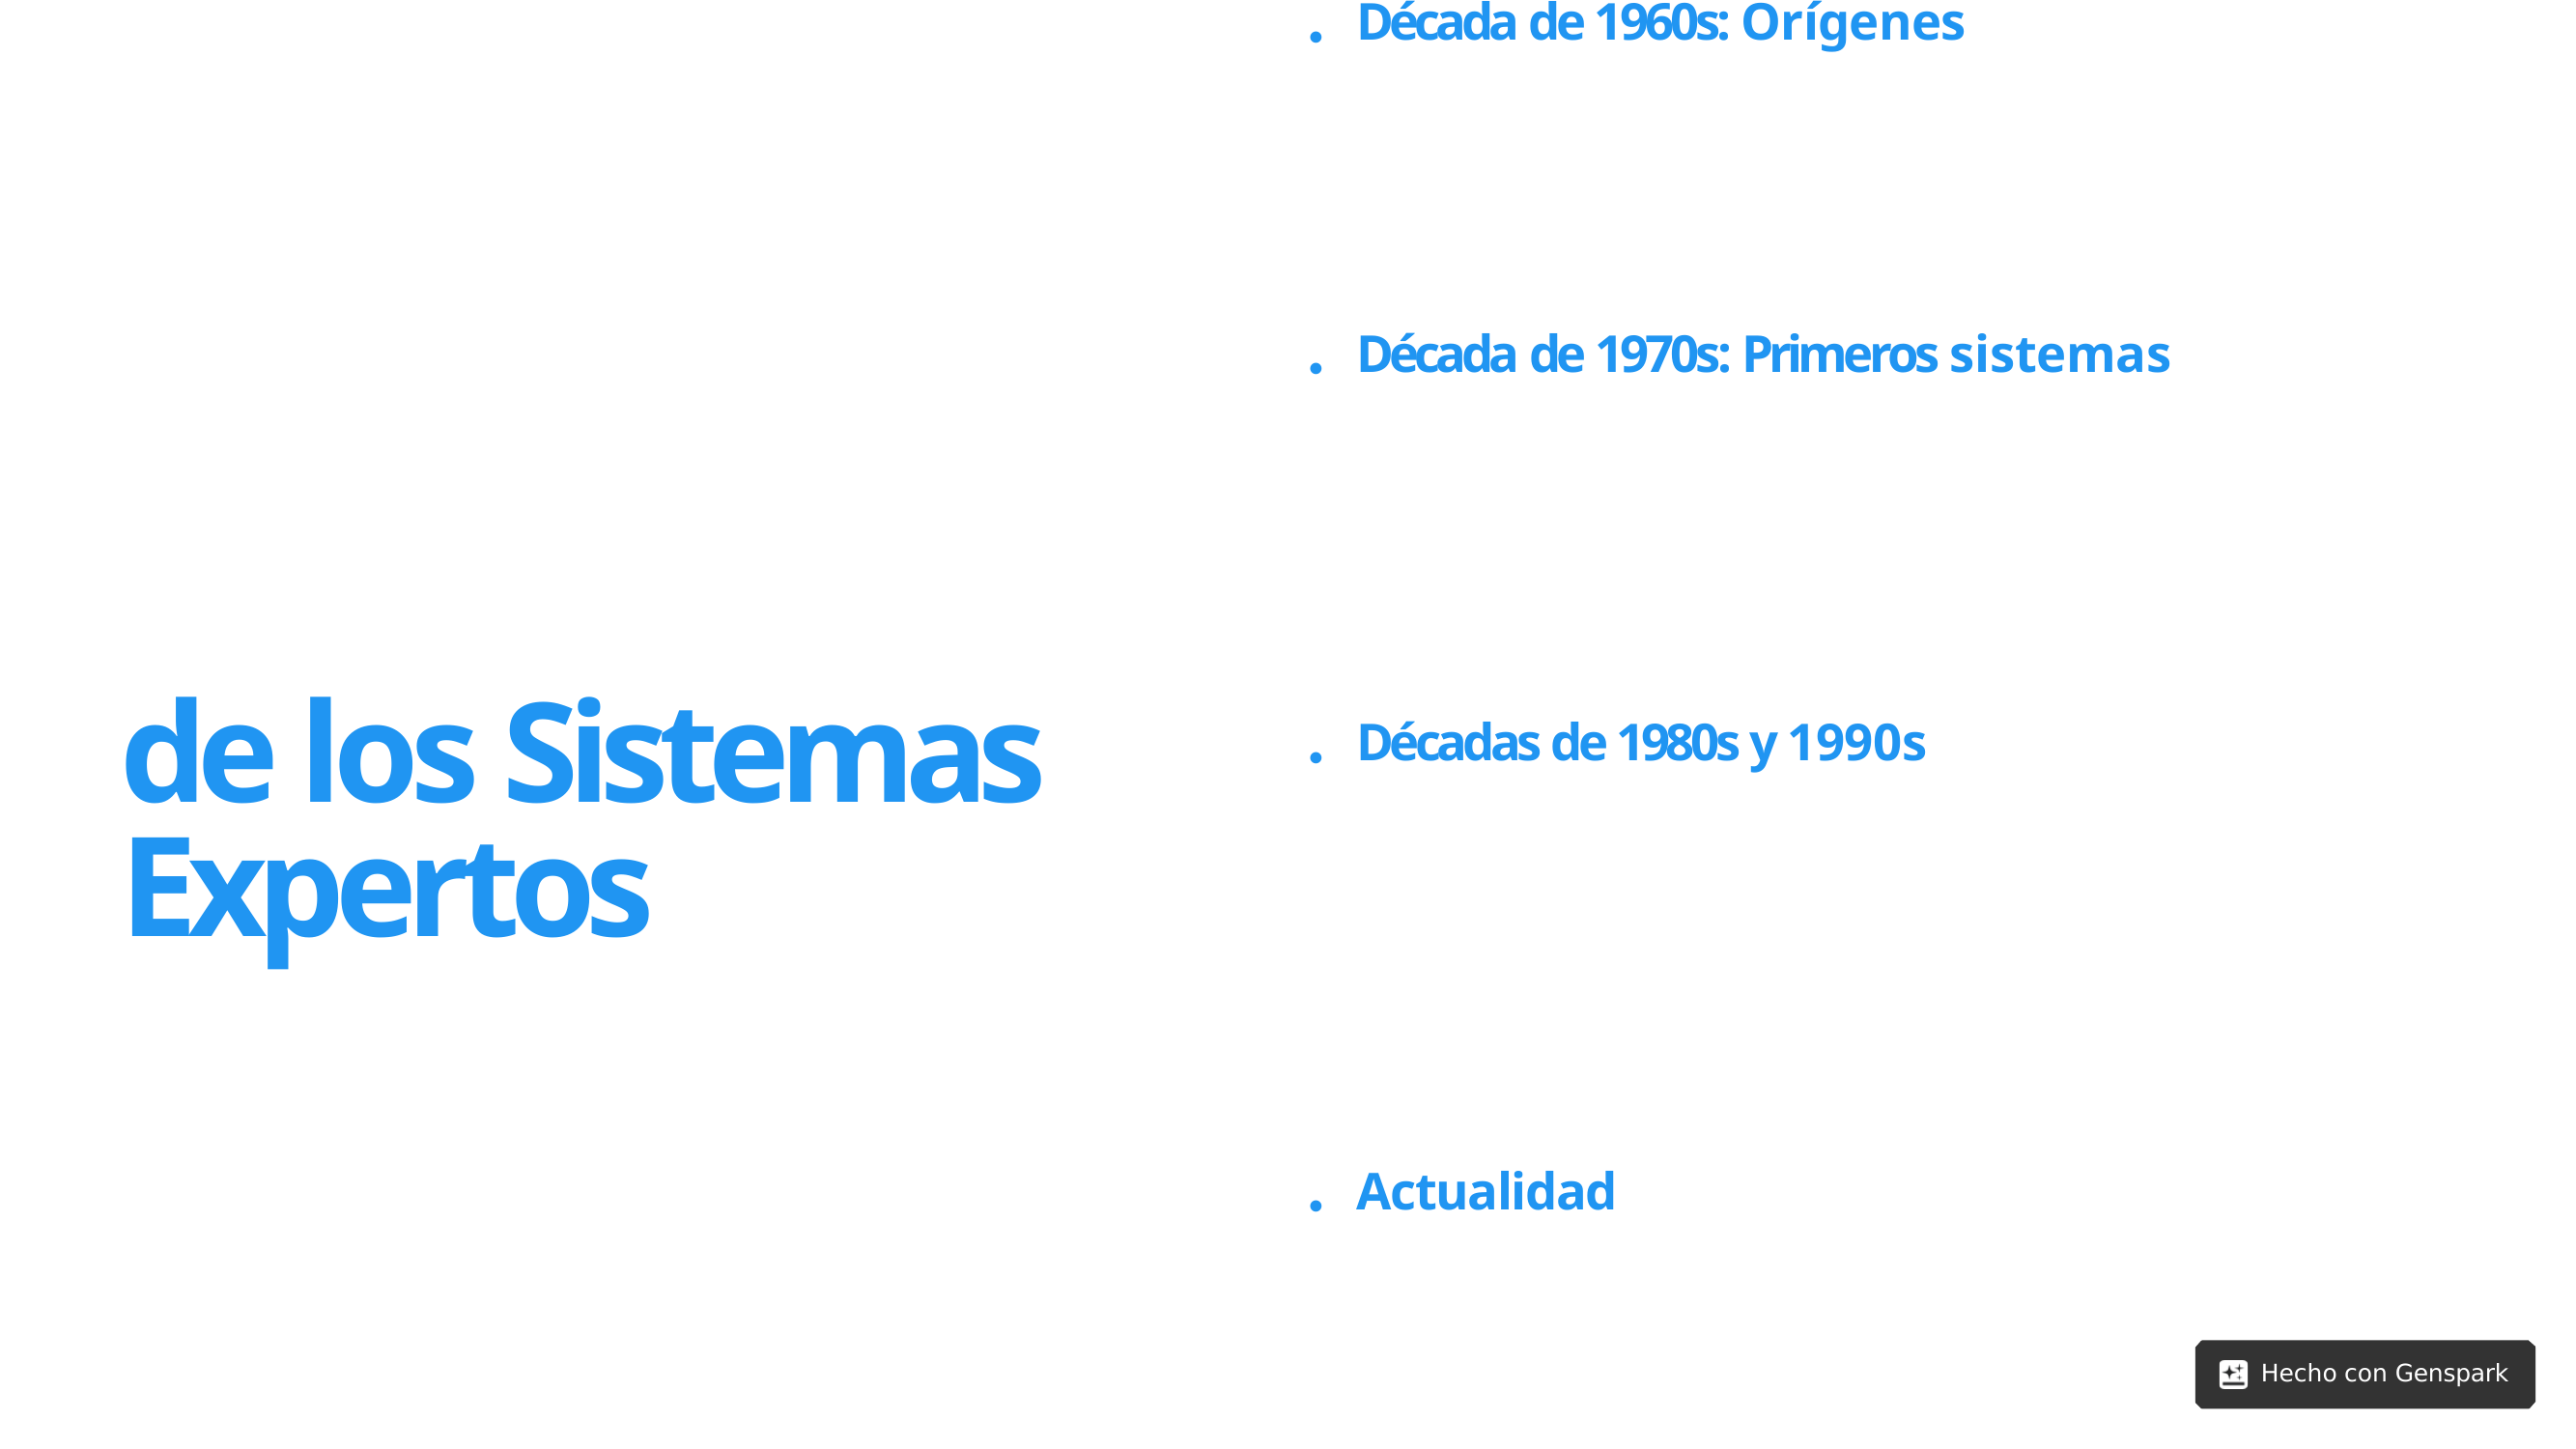 de los Sistemas
Expertos
Década de 1960s: Orígenes
Década de 1970s: Primeros sistemas
Décadas de 1980s y 1990s
Actualidad
Hecho con Genspark